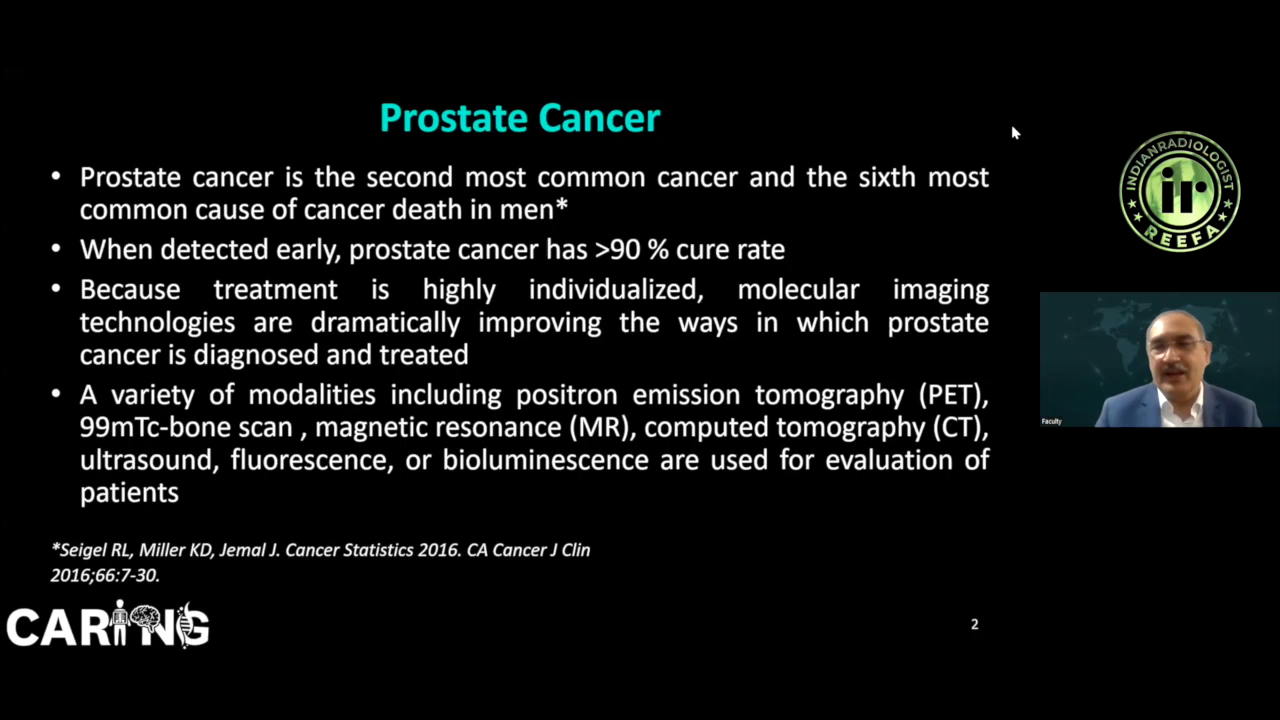 Prostate Cancer
• Prostate cancer is the second most common cancer and the sixth most
common cause of cancer death in men*
• When detected early, prostate cancer has >90 % cure rate
• Because treatment is highly individualized, molecular imaging
technologies are dramatically improving the ways in which prostate
cancer is diagnosed and treated
• A variety of modalities including positron emission tomography (PET),
99mTc-bone scan , magnetic resonance (MR), computed tomography (CT),
ultrasound, fluorescence, or bioluminescence are used for evaluation of
patients
*Seigel RL, Miller KD, Jemal J. Cancer Statistics 2016. CA Cancer J Clin
2016;66:7-30.
CARING
2
INDIANRADIOLOGIST
ir
REEFA
Faculty